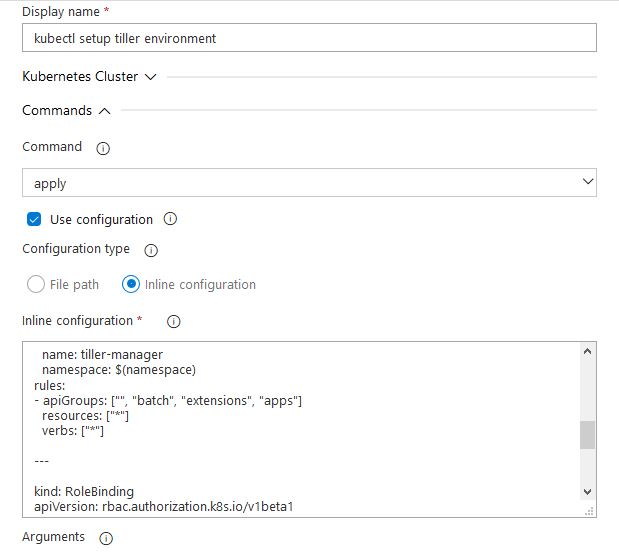 Display name *
kubectl setup tiller environment
Kubernetes Cluster
Commands
Command
apply
Use configuration
Configuration type
File path
Inline configuration
Inline configuration *
name: tiller-manager
namespace: $(namespace)
rules:
- apiGroups: ["", "batch", "extensions", "apps"]
resources: ["*"]
verbs: ["*"]
---
kind: RoleBinding
apiVersion: rbac.authorization.k8s.io/v1beta1
Arguments